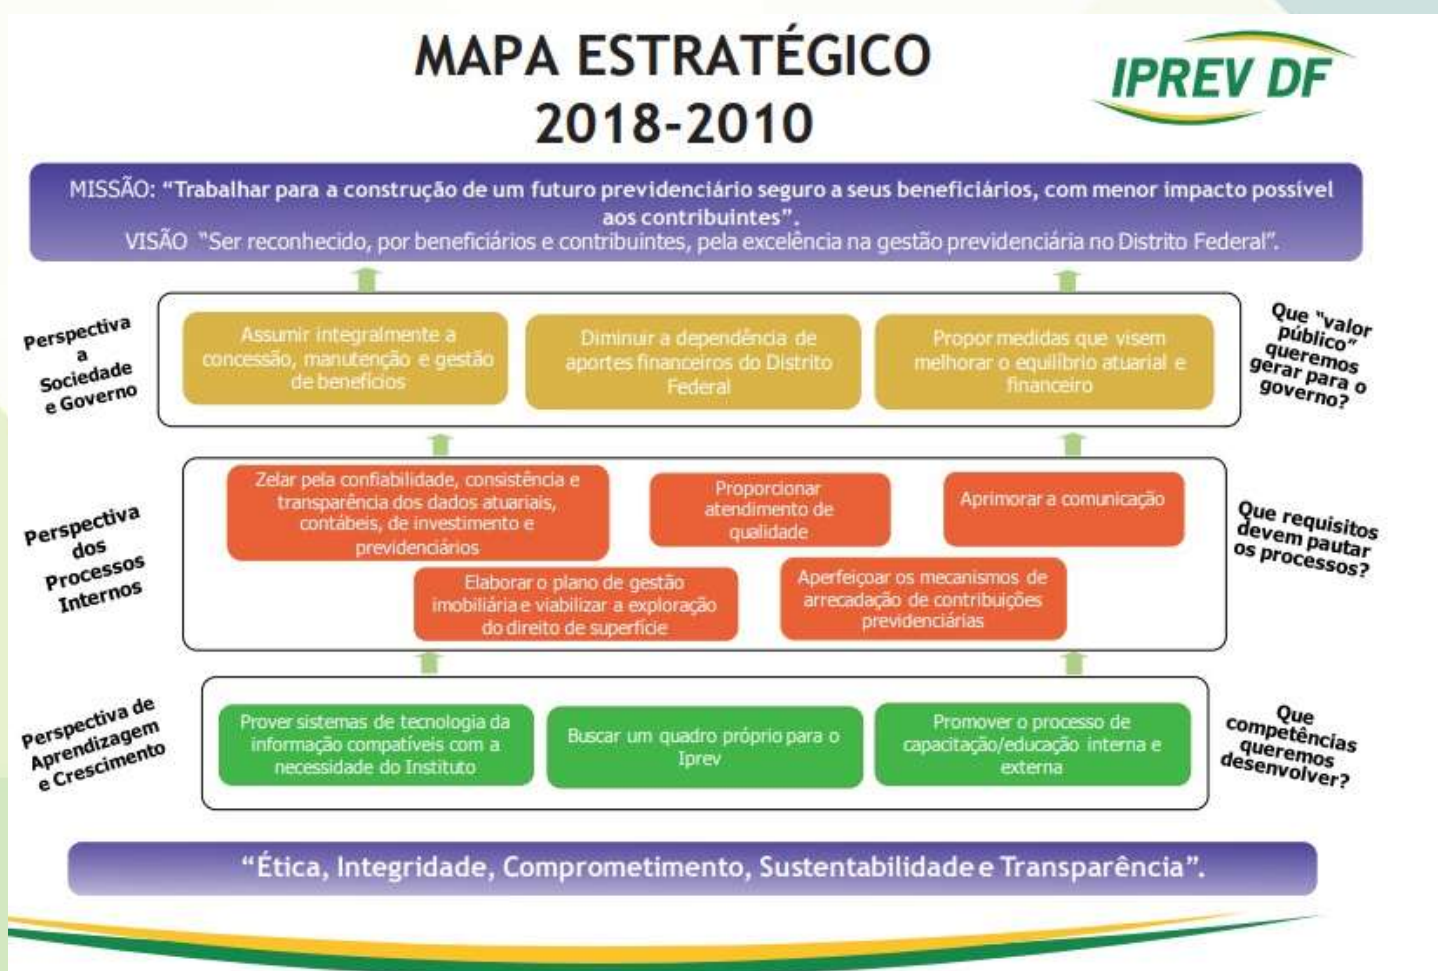 MAPA ESTRATÉGICO
2018-2010
IPREV DF
MISSÃO: “Trabalhar para a construção de um futuro previdenciário seguro a seus beneficiários, com menor impacto possível
aos contribuintes”.
VISÃO “Ser reconhecido, por beneficiários e contribuintes, pela excelência na gestão previdenciária no Distrito Federal”.
Perspectiva
a
Sociedade
e Governo
Assumir integralmente a
concessão, manutenção e gestão
de benefícios
Diminuir a dependência de
aportes financeiros do Distrito
Federal
Propor medidas que visem
melhorar o equilíbrio atuarial e
financeiro
Que “valor
público”
queremos
gerar para o
governo?
Perspectiva
dos
Processos
Internos
Zelar pela confiabilidade, consistência e
transparência dos dados atuariais,
contábeis, de investimento e
previdenciários
Proporcionar
atendimento de
qualidade
Aprimorar a comunicação
Elaborar o plano de gestão
imobiliária e viabilizar a exploração
do direito de superfície
Aperfeiçoar os mecanismos de
arrecadação de contribuições
previdenciárias
Que requisitos
devem pautar
os processos?
Perspectiva de
Aprendizagem
e Crescimento
Prover sistemas de tecnologia da
informação compatíveis com a
necessidade do Instituto
Buscar um quadro próprio para o
Iprev
Promover o processo de
capacitação/educação interna e
externa
Que
competências
queremos
desenvolver?
“Ética, Integridade, Comprometimento, Sustentabilidade e Transparência”.